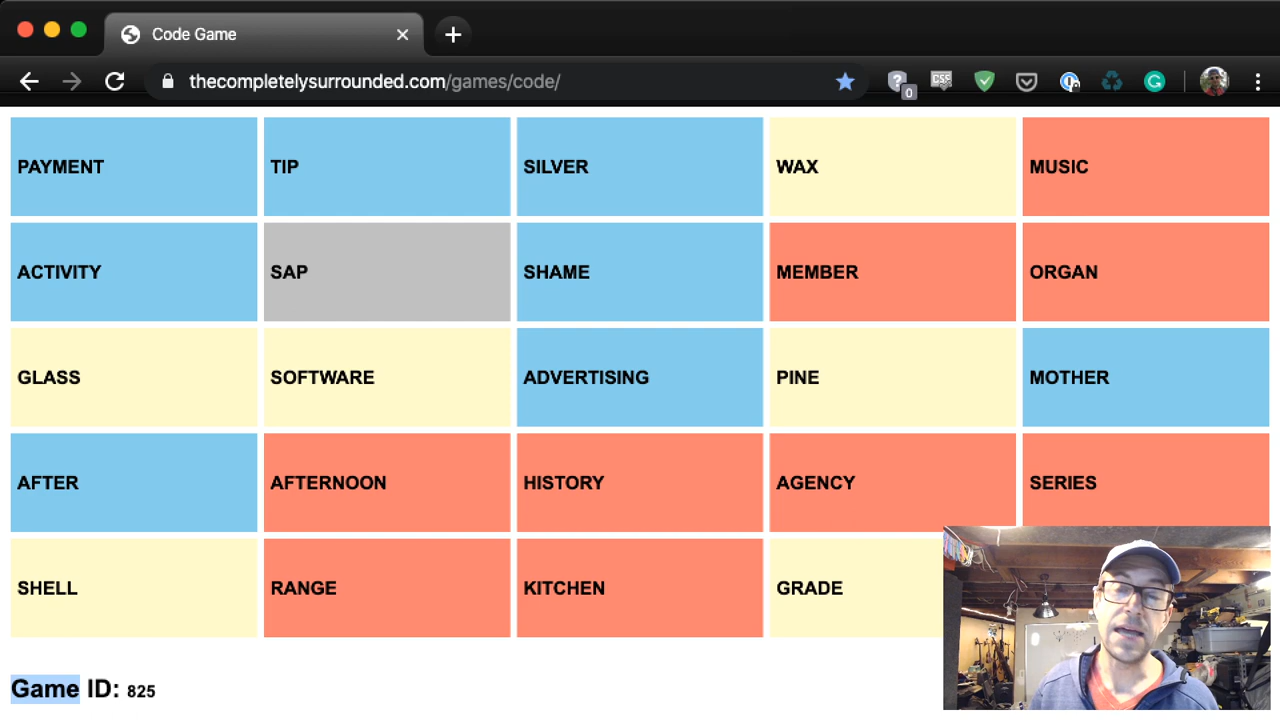 Code Game
thecompletelysurrounded.com/games/code/
0
CSS
PAYMENT TIP SILVER WAX MUSIC
ACTIVITY SAP SHAME MEMBER ORGAN
GLASS SOFTWARE ADVERTISING PINE MOTHER
AFTER AFTERNOON HISTORY AGENCY SERIES
SHELL RANGE KITCHEN GRADE
Game ID: 825